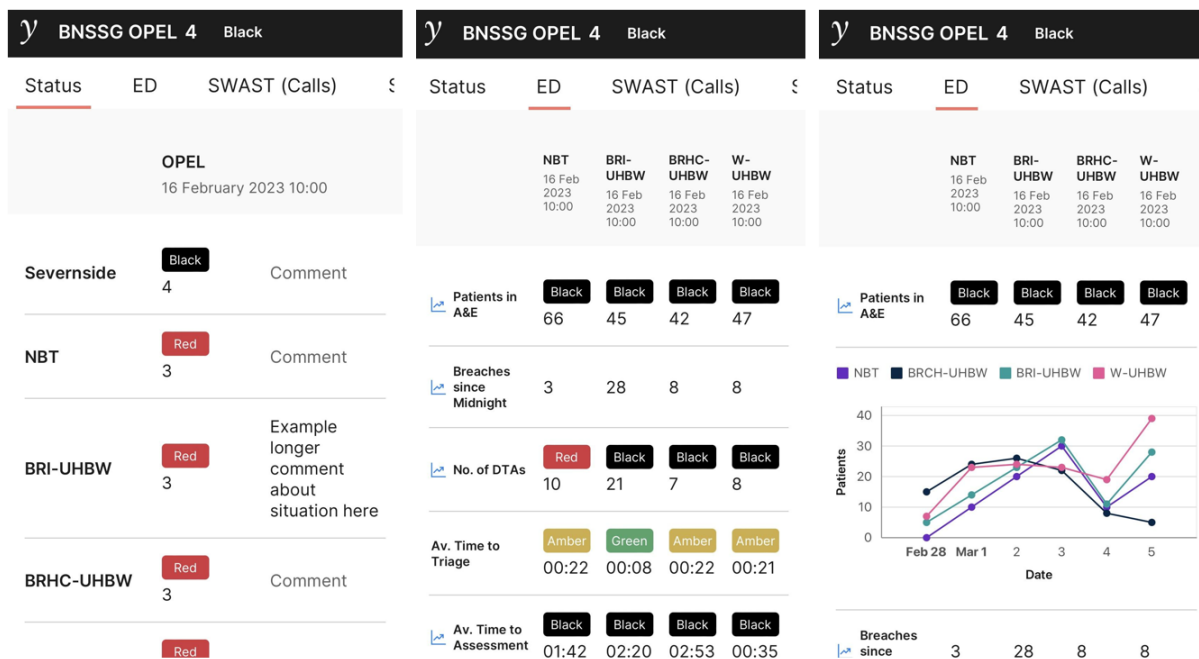 y BNSSG OPEL 4 Black
Status ED SWAST (Calls) S
OPEL
16 February 2023 10:00
Severnside Black 4 Comment
NBT Red 3 Comment
BRI-UHBW Red 3 Example
longer
comment
about
situation here
BRHC-UHBW Red 3 Comment
Red
y BNSSG OPEL 4 Black
Status ED SWAST (Calls) S
NBT BRI-UHBW BRHC-UHBW W-UHBW
16 Feb 2023 10:00 16 Feb 2023 10:00 16 Feb 2023 10:00 16 Feb 2023 10:00
Patients in A&E
Black Black Black Black
66 45 42 47
Breaches since Midnight
3 28 8 8
No. of DTAs
Red Black Black Black
10 21 7 8
Av. Time to Triage
Amber Green Amber Amber
00:22 00:08 00:22 00:21
Av. Time to Assessment
Black Black Black Black
01:42 02:20 02:53 00:35
y BNSSG OPEL 4 Black
Status ED SWAST (Calls)
NBT BRI-UHBW BRHC-UHBW W-UHBW
16 Feb 2023 10:00 16 Feb 2023 10:00 16 Feb 2023 10:00 16 Feb 2023 10:00
Patients in A&E
Black Black Black Black
66 45 42 47
NBT BRCH-UHBW BRI-UHBW W-UHBW
40
30
20
10
0
Patients
Feb 28 Mar 1 2 3 4 5
Date
Breaches since
3 28 8 8